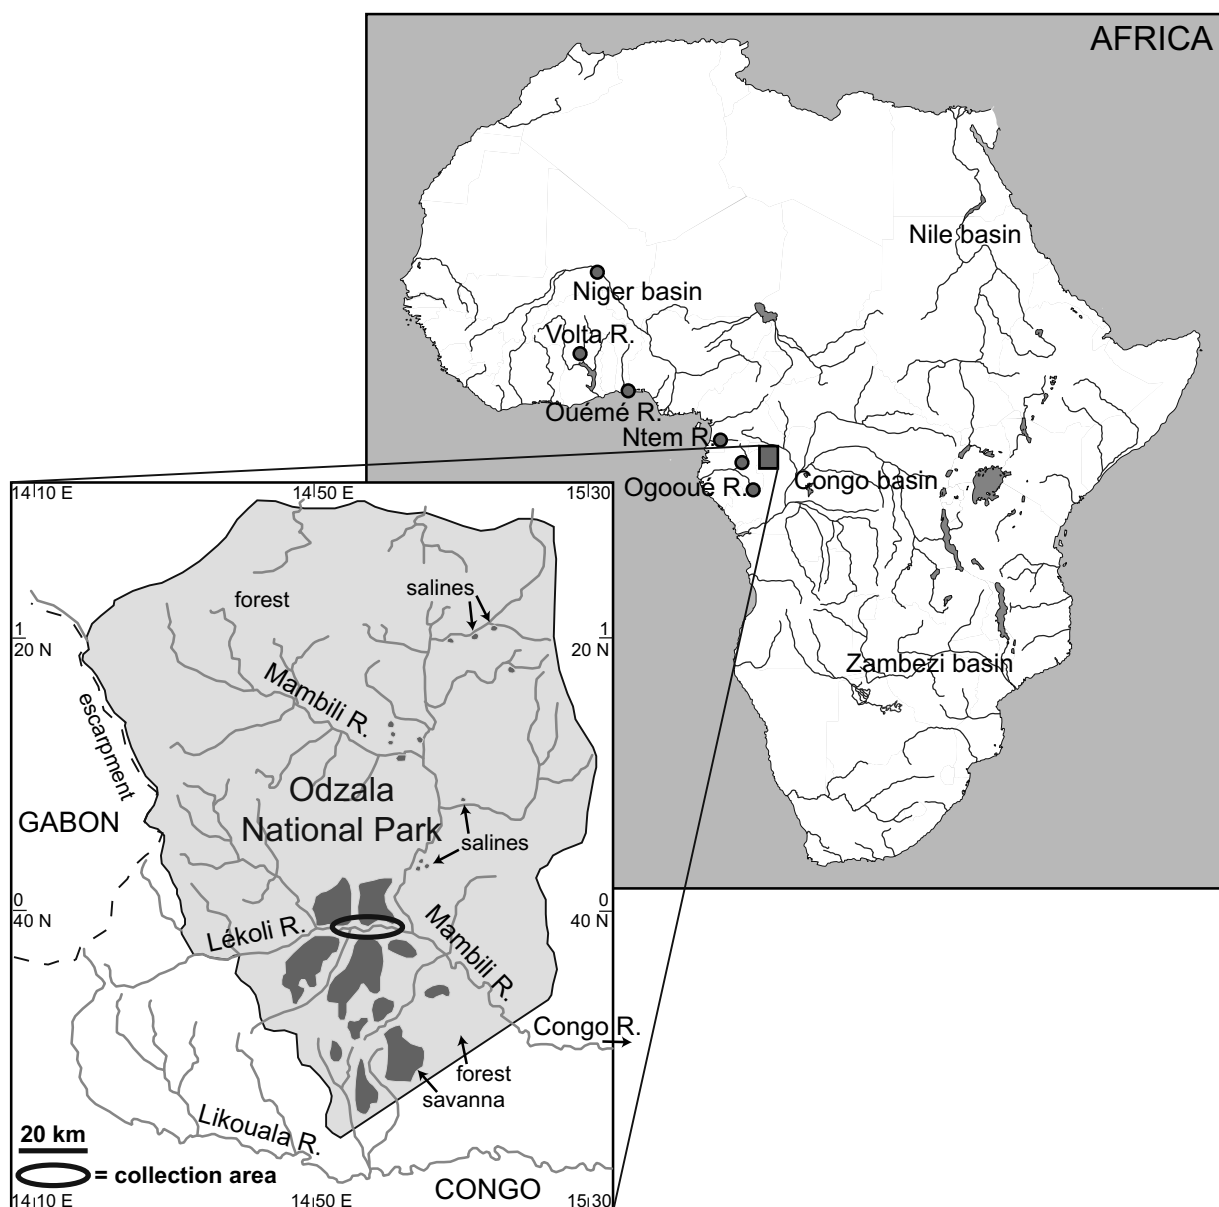 AFRICA
Nile basin
Niger basin
Volta R.
Ouémé R.
Ntem R.
Ogooué R.
Congo basin
Zambezi basin
14 10 E
14 50 E
15 30
forest
salines
1
20 N
1
20 N
Mambili R.
escarpment
Odzala
National Park
GABON
salines
0
40 N
0
40 N
Lékoli R.
Mambili R.
Congo R.
forest
savanna
Likouala R.
20 km
= collection area
CONGO
14 10 E
14 50 E
15 30